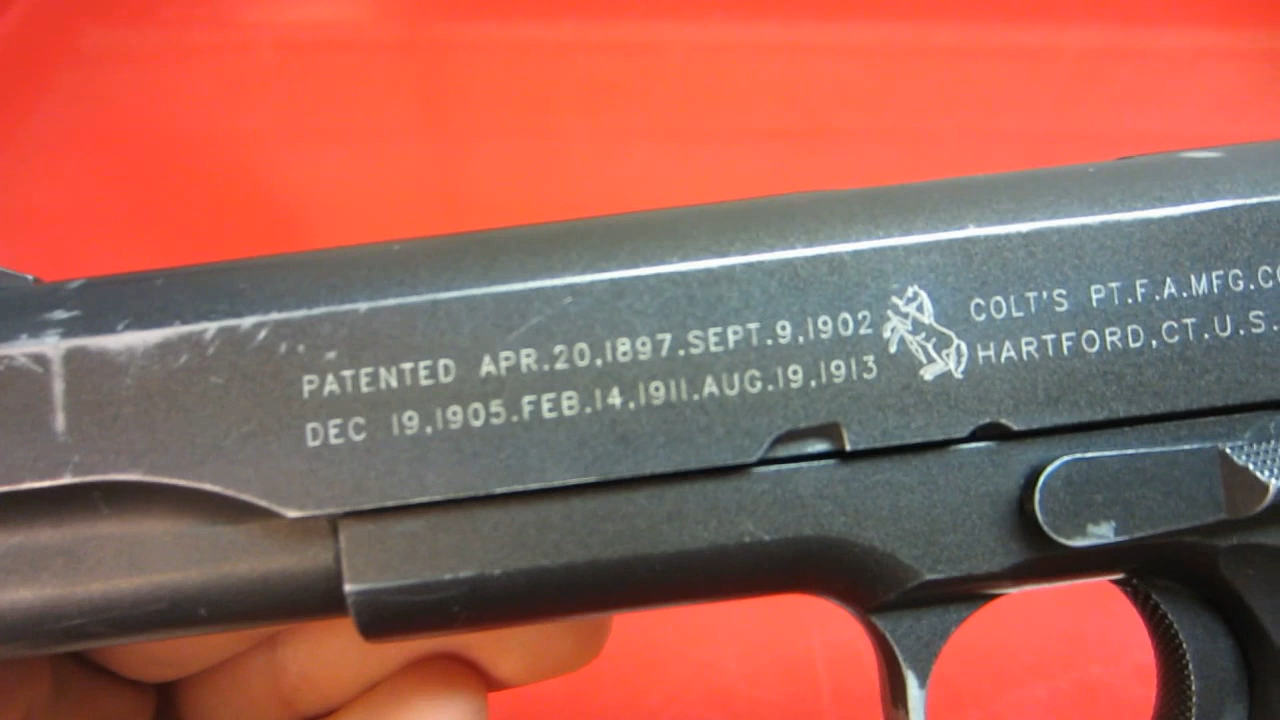 PATENTED APR.20,1897.SEPT.9,1902
DEC 19,1905.FEB.14,1911.AUG.19,1913
COLT'S PT.F.A.MFG.CO
HARTFORD,CT.U.S.